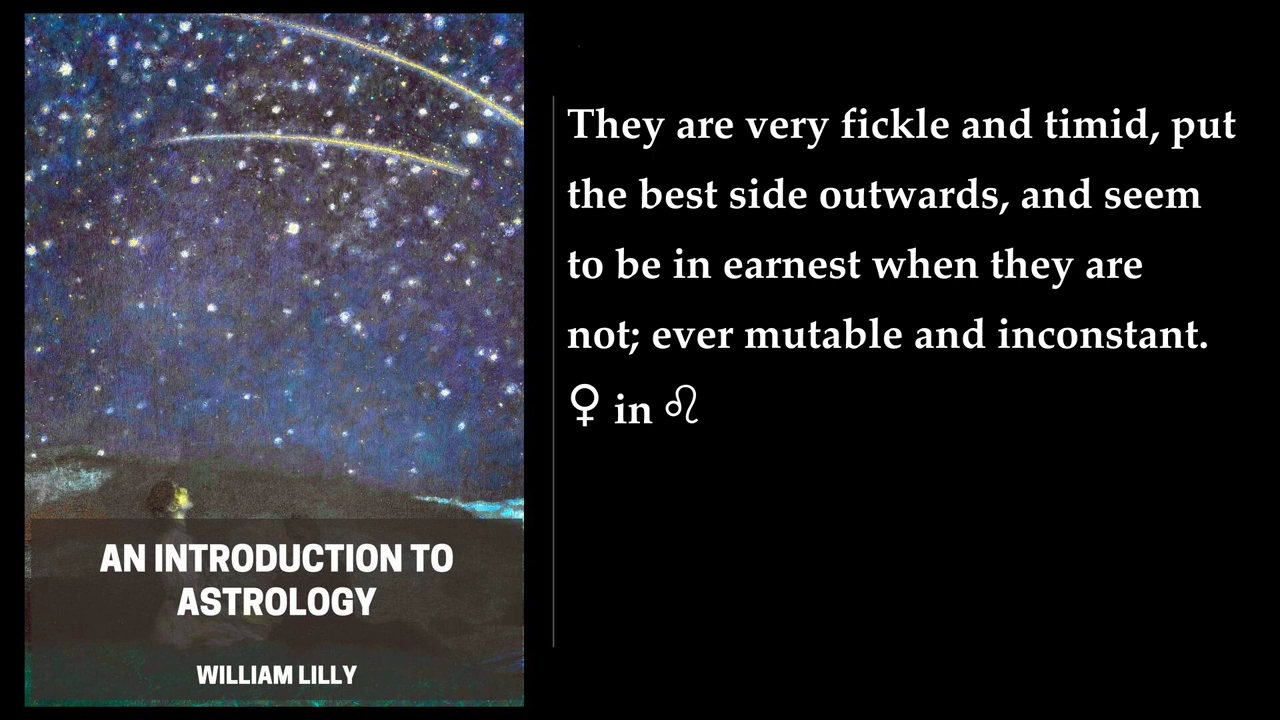 AN INTRODUCTION TO
ASTROLOGY
WILLIAM LILLY
They are very fickle and timid, put
the best side outwards, and seem
to be in earnest when they are
not; ever mutable and inconstant.
♀ in ♌